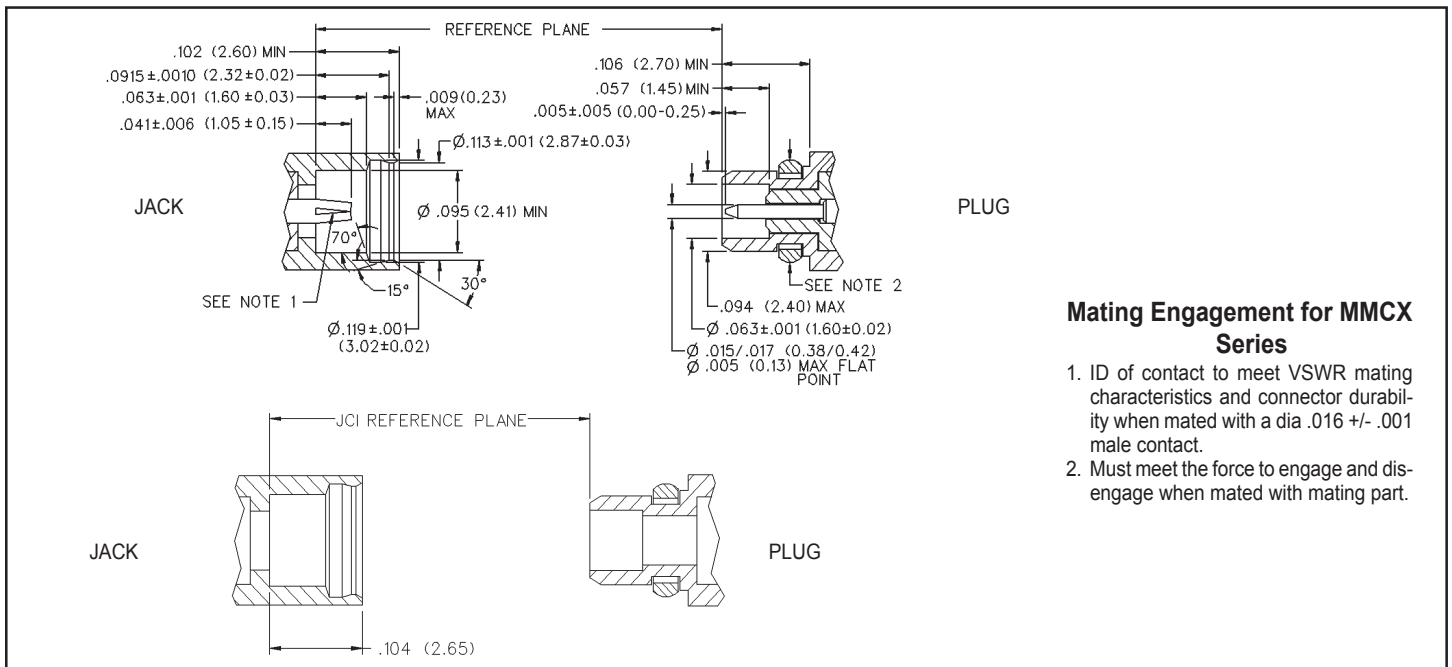 REFERENCE PLANE
.102 (2.60) MIN
.0915±.0010 (2.32±0.02)
.063±.001 (1.60±0.03)
.041±.006 (1.05±0.15)
.009(0.23)
MAX
Ø.113±.001 (2.87±0.03)
JACK
Ø .095 (2.41) MIN
70°
15°
30°
SEE NOTE 1
Ø.119±.001
(3.02±0.02)
.106 (2.70) MIN
.057 (1.45) MIN
.005±.005 (0.00-0.25)
PLUG
SEE NOTE 2
.094 (2.40) MAX
Ø .063±.001 (1.60±0.02)
Ø .015/.017 (0.38/0.42)
Ø .005 (0.13) MAX FLAT
POINT
Mating Engagement for MMCX
Series
1. ID of contact to meet VSWR mating
characteristics and connector durabil-
ity when mated with a dia .016 +/- .001
male contact.
2. Must meet the force to engage and dis-
engage when mated with mating part.
JCI REFERENCE PLANE
JACK
PLUG
.104 (2.65)